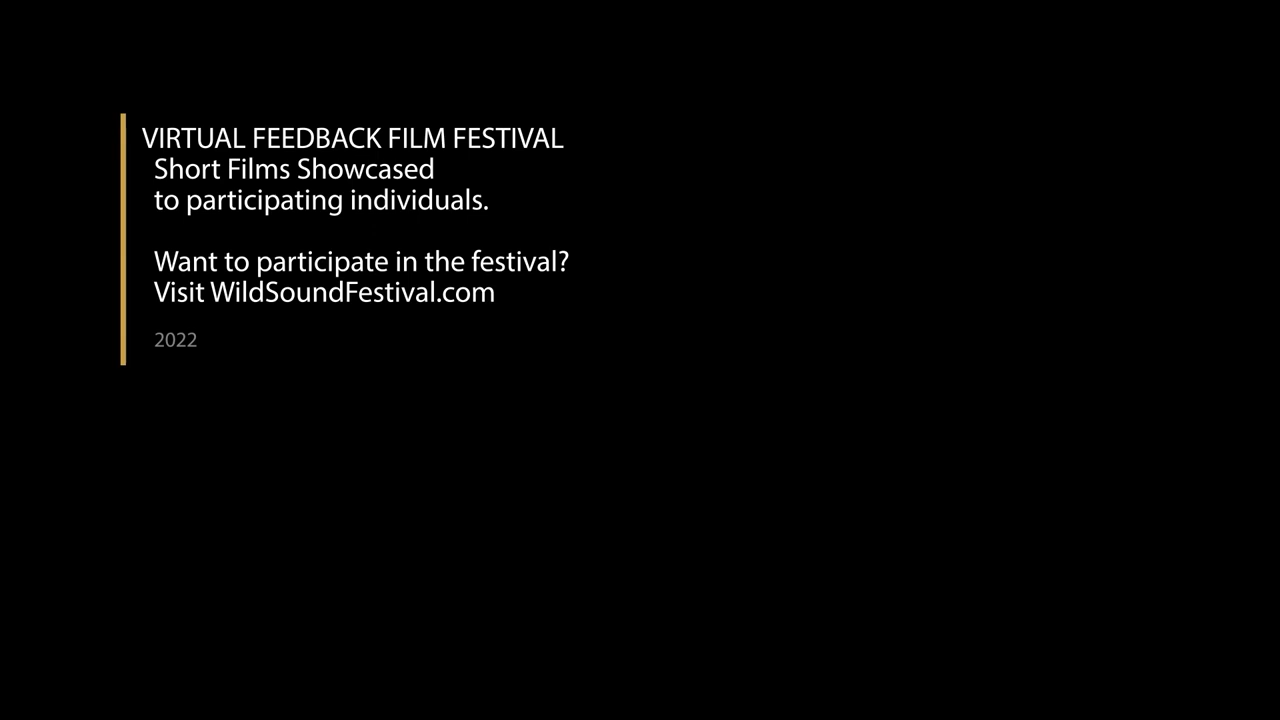 VIRTUAL FEEDBACK FILM FESTIVAL
Short Films Showcased
to participating individuals.
Want to participate in the festival?
Visit WildSoundFestival.com
2022